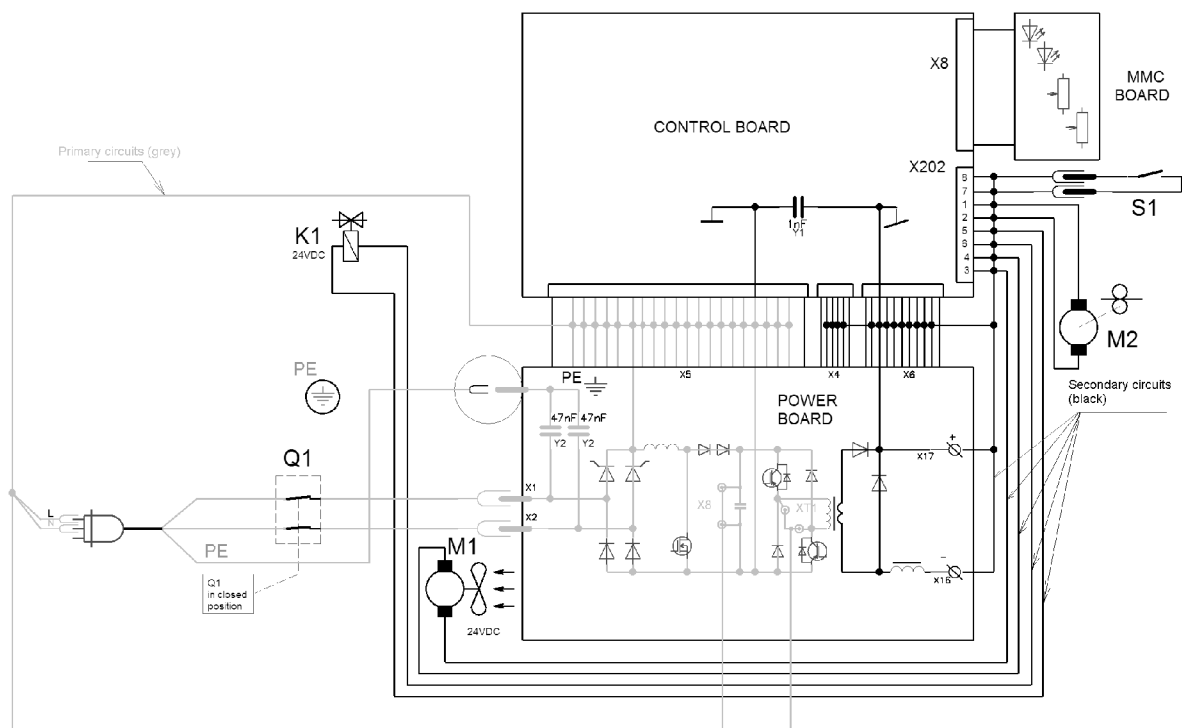 X8
MMC
BOARD
CONTROL BOARD
Primary circuits (grey)
X202
8
7
1
2
5
6
4
3
S1
K1
24VDC
1nF
Y1
M2
PE
PE
X5
X4
X6
Secondary circuits
(black)
POWER
BOARD
47nF
47nF
Y2
Y2
+
X17
Q1
X1
X8
XT1
L
N
X2
PE
M1
-
X16
Q1
in closed
position
24VDC